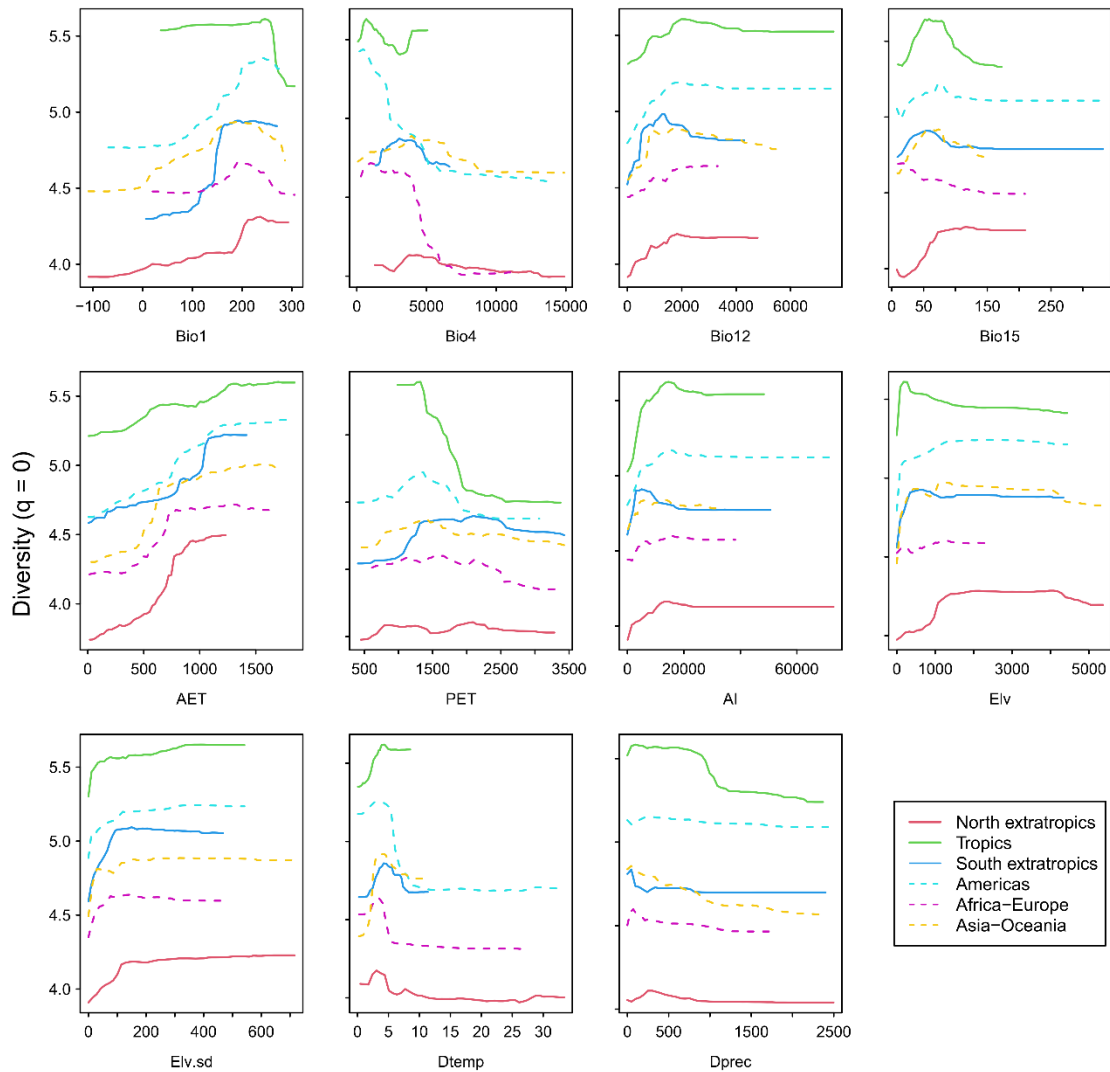 5.5
5.0
4.5
4.0
−100 0 100 200 300
Bio1
0 5000 10000 15000
Bio4
0 2000 4000 6000
Bio12
0 50 150 250
Bio15
Diversity (q = 0)
5.5
5.0
4.5
4.0
0 500 1000 1500
AET
500 1500 2500 3500
PET
0 20000 60000
AI
0 1000 3000 5000
Elv
5.5
5.0
4.5
4.0
0 200 400 600
Elv.sd
0 5 10 15 20 25 30
Dtemp
0 500 1500 2500
Dprec
North extratropics
Tropics
South extratropics
Americas
Africa−Europe
Asia−Oceania